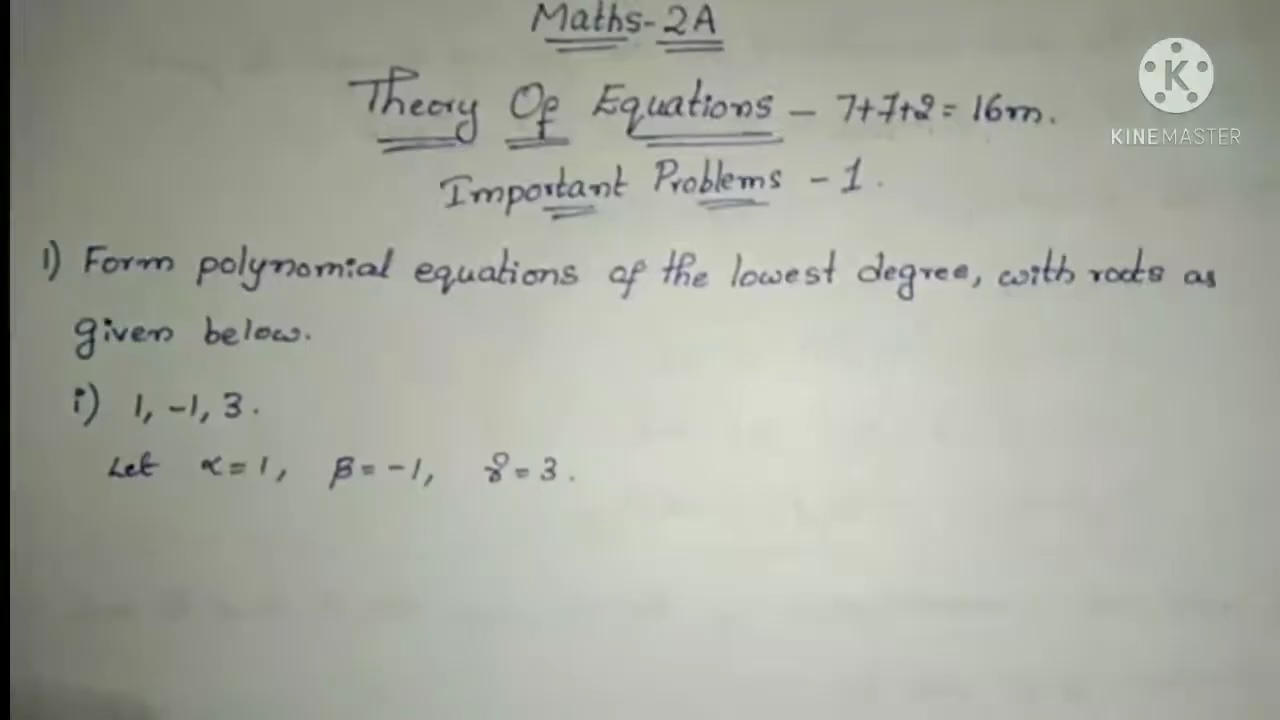 Maths-2A
Theory Of Equations - 7+7+2 = 16m.
KINEMASTER
Important Problems - 1.
1) Form polynomial equations of the lowest degree, with roots as
given below.
i) 1, -1, 3.
Let α = 1, β = -1, γ = 3.